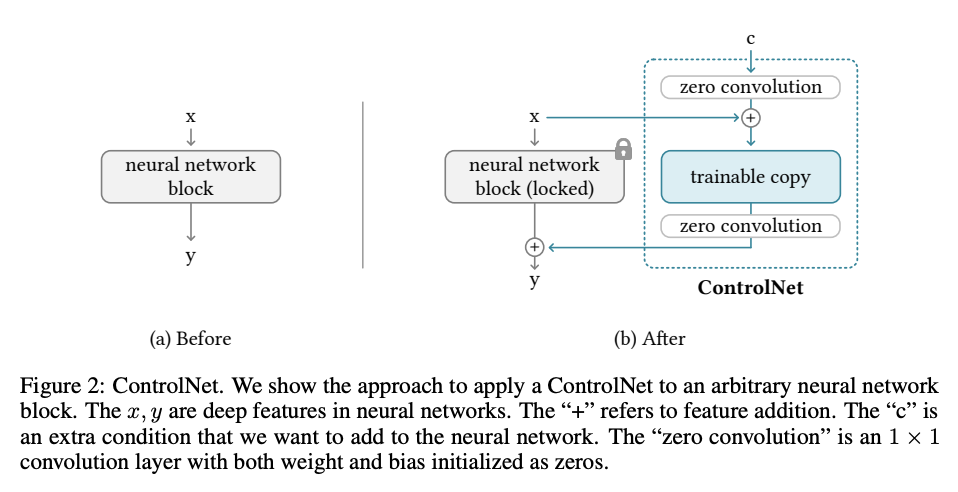 x
neural network
block
y
(a) Before
c
zero convolution
x
+
neural network
block (locked)
trainable copy
zero convolution
+
y
ControlNet
(b) After
Figure 2: ControlNet. We show the approach to apply a ControlNet to an arbitrary neural network
block. The x, y are deep features in neural networks. The “+” refers to feature addition. The “c” is
an extra condition that we want to add to the neural network. The “zero convolution” is an 1 × 1
convolution layer with both weight and bias initialized as zeros.